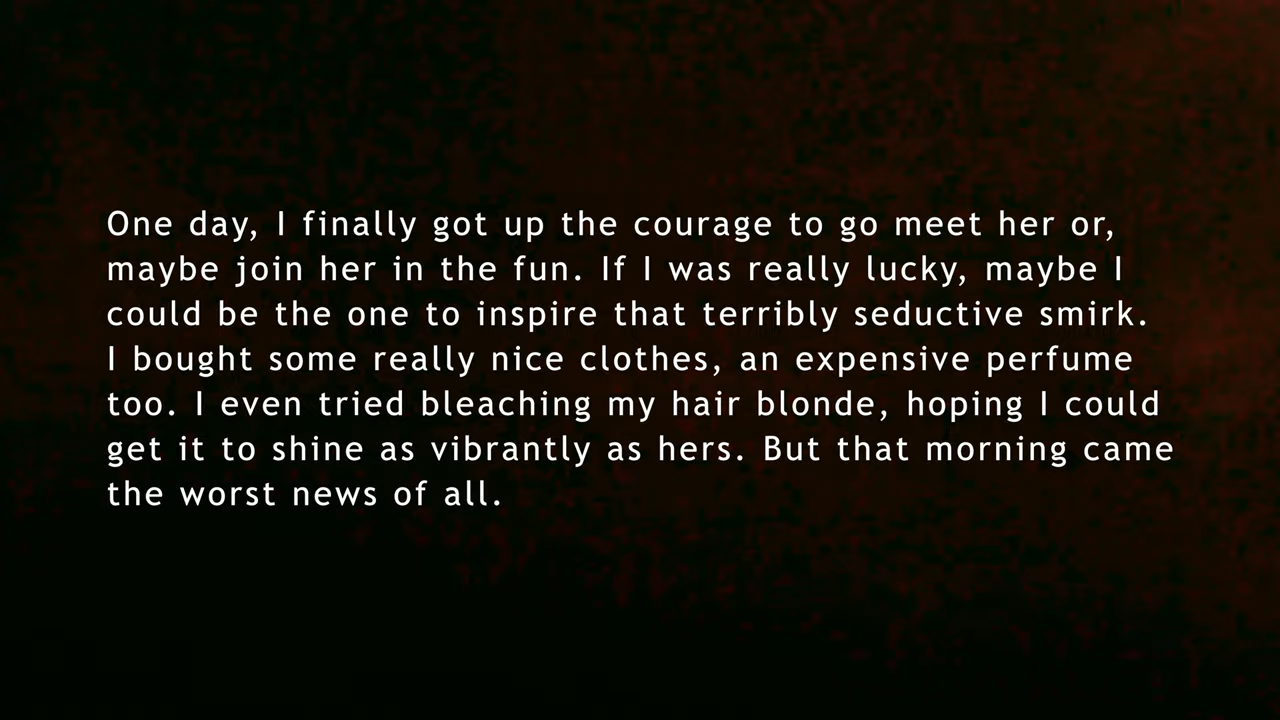 One day, I finally got up the courage to go meet her or,
maybe join her in the fun. If I was really lucky, maybe I
could be the one to inspire that terribly seductive smirk.
I bought some really nice clothes, an expensive perfume
too. I even tried bleaching my hair blonde, hoping I could
get it to shine as vibrantly as hers. But that morning came
the worst news of all.